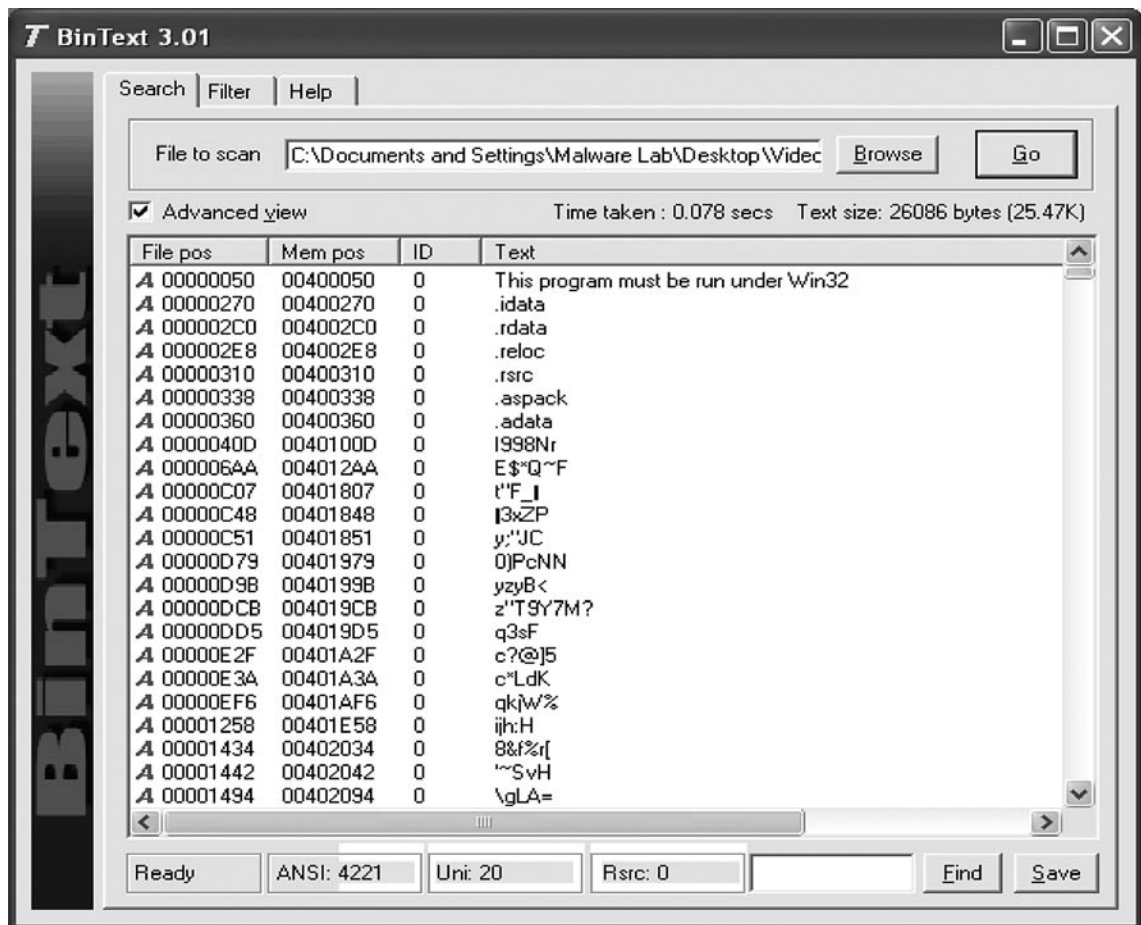 BinText 3.01
Search Filter Help
File to scan C:\Documents and Settings\Malware Lab\Desktop\Videc Browse Go
Advanced view Time taken : 0.078 secs Text size: 26086 bytes (25.47K)
File pos Mem pos ID Text
A 00000050 00400050 0 This program must be run under Win32
A 00000270 00400270 0 .idata
A 000002C0 004002C0 0 .rdata
A 000002E8 004002E8 0 .reloc
A 00000310 00400310 0 .rsrc
A 00000338 00400338 0 .aspack
A 00000360 00400360 0 .adata
A 0000040D 0040100D 0 I998Nr
A 000006AA 004012AA 0 E$*Q~F
A 00000C07 00401807 0
A 00000C48 00401848 0
A 00000C51 00401851 0 y;"JC
A 00000D79 00401979 0 0)PcNN
A 00000D9B 0040199B 0 yzyB<
A 00000DCB 004019CB 0 z"T9Y7M?
A 00000DD5 004019D5 0 q3sF
A 00000E2F 00401A2F 0 c?@]5
A 00000E3A 00401A3A 0 c*LdK
A 00000EF6 00401AF6 0 qkjW%
A 00001258 00401E58 0 ijh:H
A 00001434 00402034 0 8&f%r[
A 00001442 00402042 0 '~SvH
A 00001494 00402094 0 \gLA=
Ready ANSI: 4221 Uni: 20 Rsrc: 0 Find Save
BinText